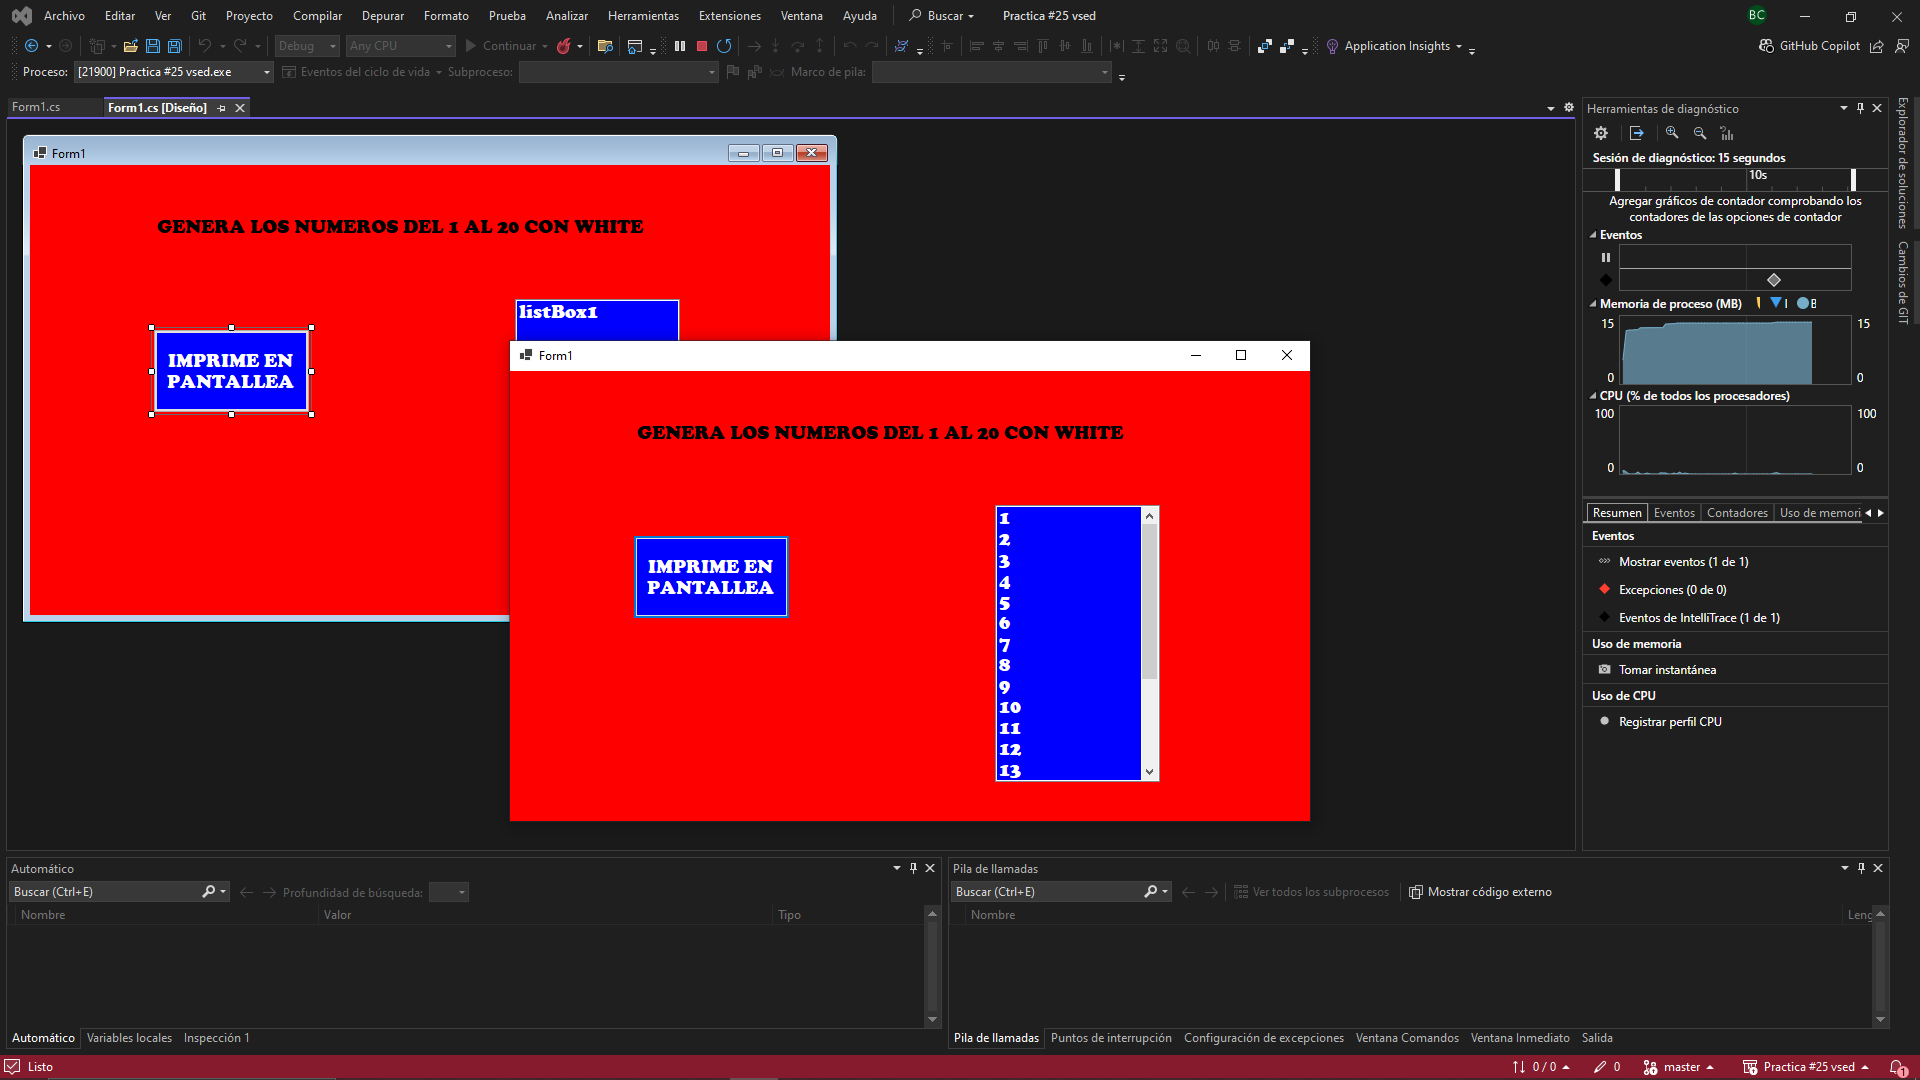 Archivo Editar Ver Git Proyecto Compilar Depurar Formato Prueba Analizar Herramientas Extensiones Ventana Ayuda Buscar Practica #25 vsed BC
Debug Any CPU Continuar Application Insights GitHub Copilot
Proceso: [21900] Practica #25 vsed.exe Eventos del ciclo de vida Subproceso: Marco de pila:
Form1.cs Form1.cs [Diseño]
Form1
GENERA LOS NUMEROS DEL 1 AL 20 CON WHITE
listBox1
IMPRIME EN
PANTALLEA
Form1
GENERA LOS NUMEROS DEL 1 AL 20 CON WHITE
IMPRIME EN
PANTALLEA
1
2
3
4
5
6
7
8
9
10
11
12
13
Herramientas de diagnóstico
Sesión de diagnóstico: 15 segundos
10s
Agregar gráficos de contador comprobando los
contadores de las opciones de contador
Eventos
Memoria de proceso (MB) I B
15 15
0 0
CPU (% de todos los procesadores)
100 100
0 0
Resumen Eventos Contadores Uso de memori
Eventos
Mostrar eventos (1 de 1)
Excepciones (0 de 0)
Eventos de IntelliTrace (1 de 1)
Uso de memoria
Tomar instantánea
Uso de CPU
Registrar perfil CPU
Explorador de soluciones
Cambios de GIT
Automático
Buscar (Ctrl+E) Profundidad de búsqueda:
Nombre Valor Tipo
Automático Variables locales Inspección 1
Pila de llamadas
Buscar (Ctrl+E) Ver todos los subprocesos Mostrar código externo
Nombre Leng
Pila de llamadas Puntos de interrupción Configuración de excepciones Ventana Comandos Ventana Inmediato Salida
Listo 0 / 0 0 master Practica #25 vsed 1